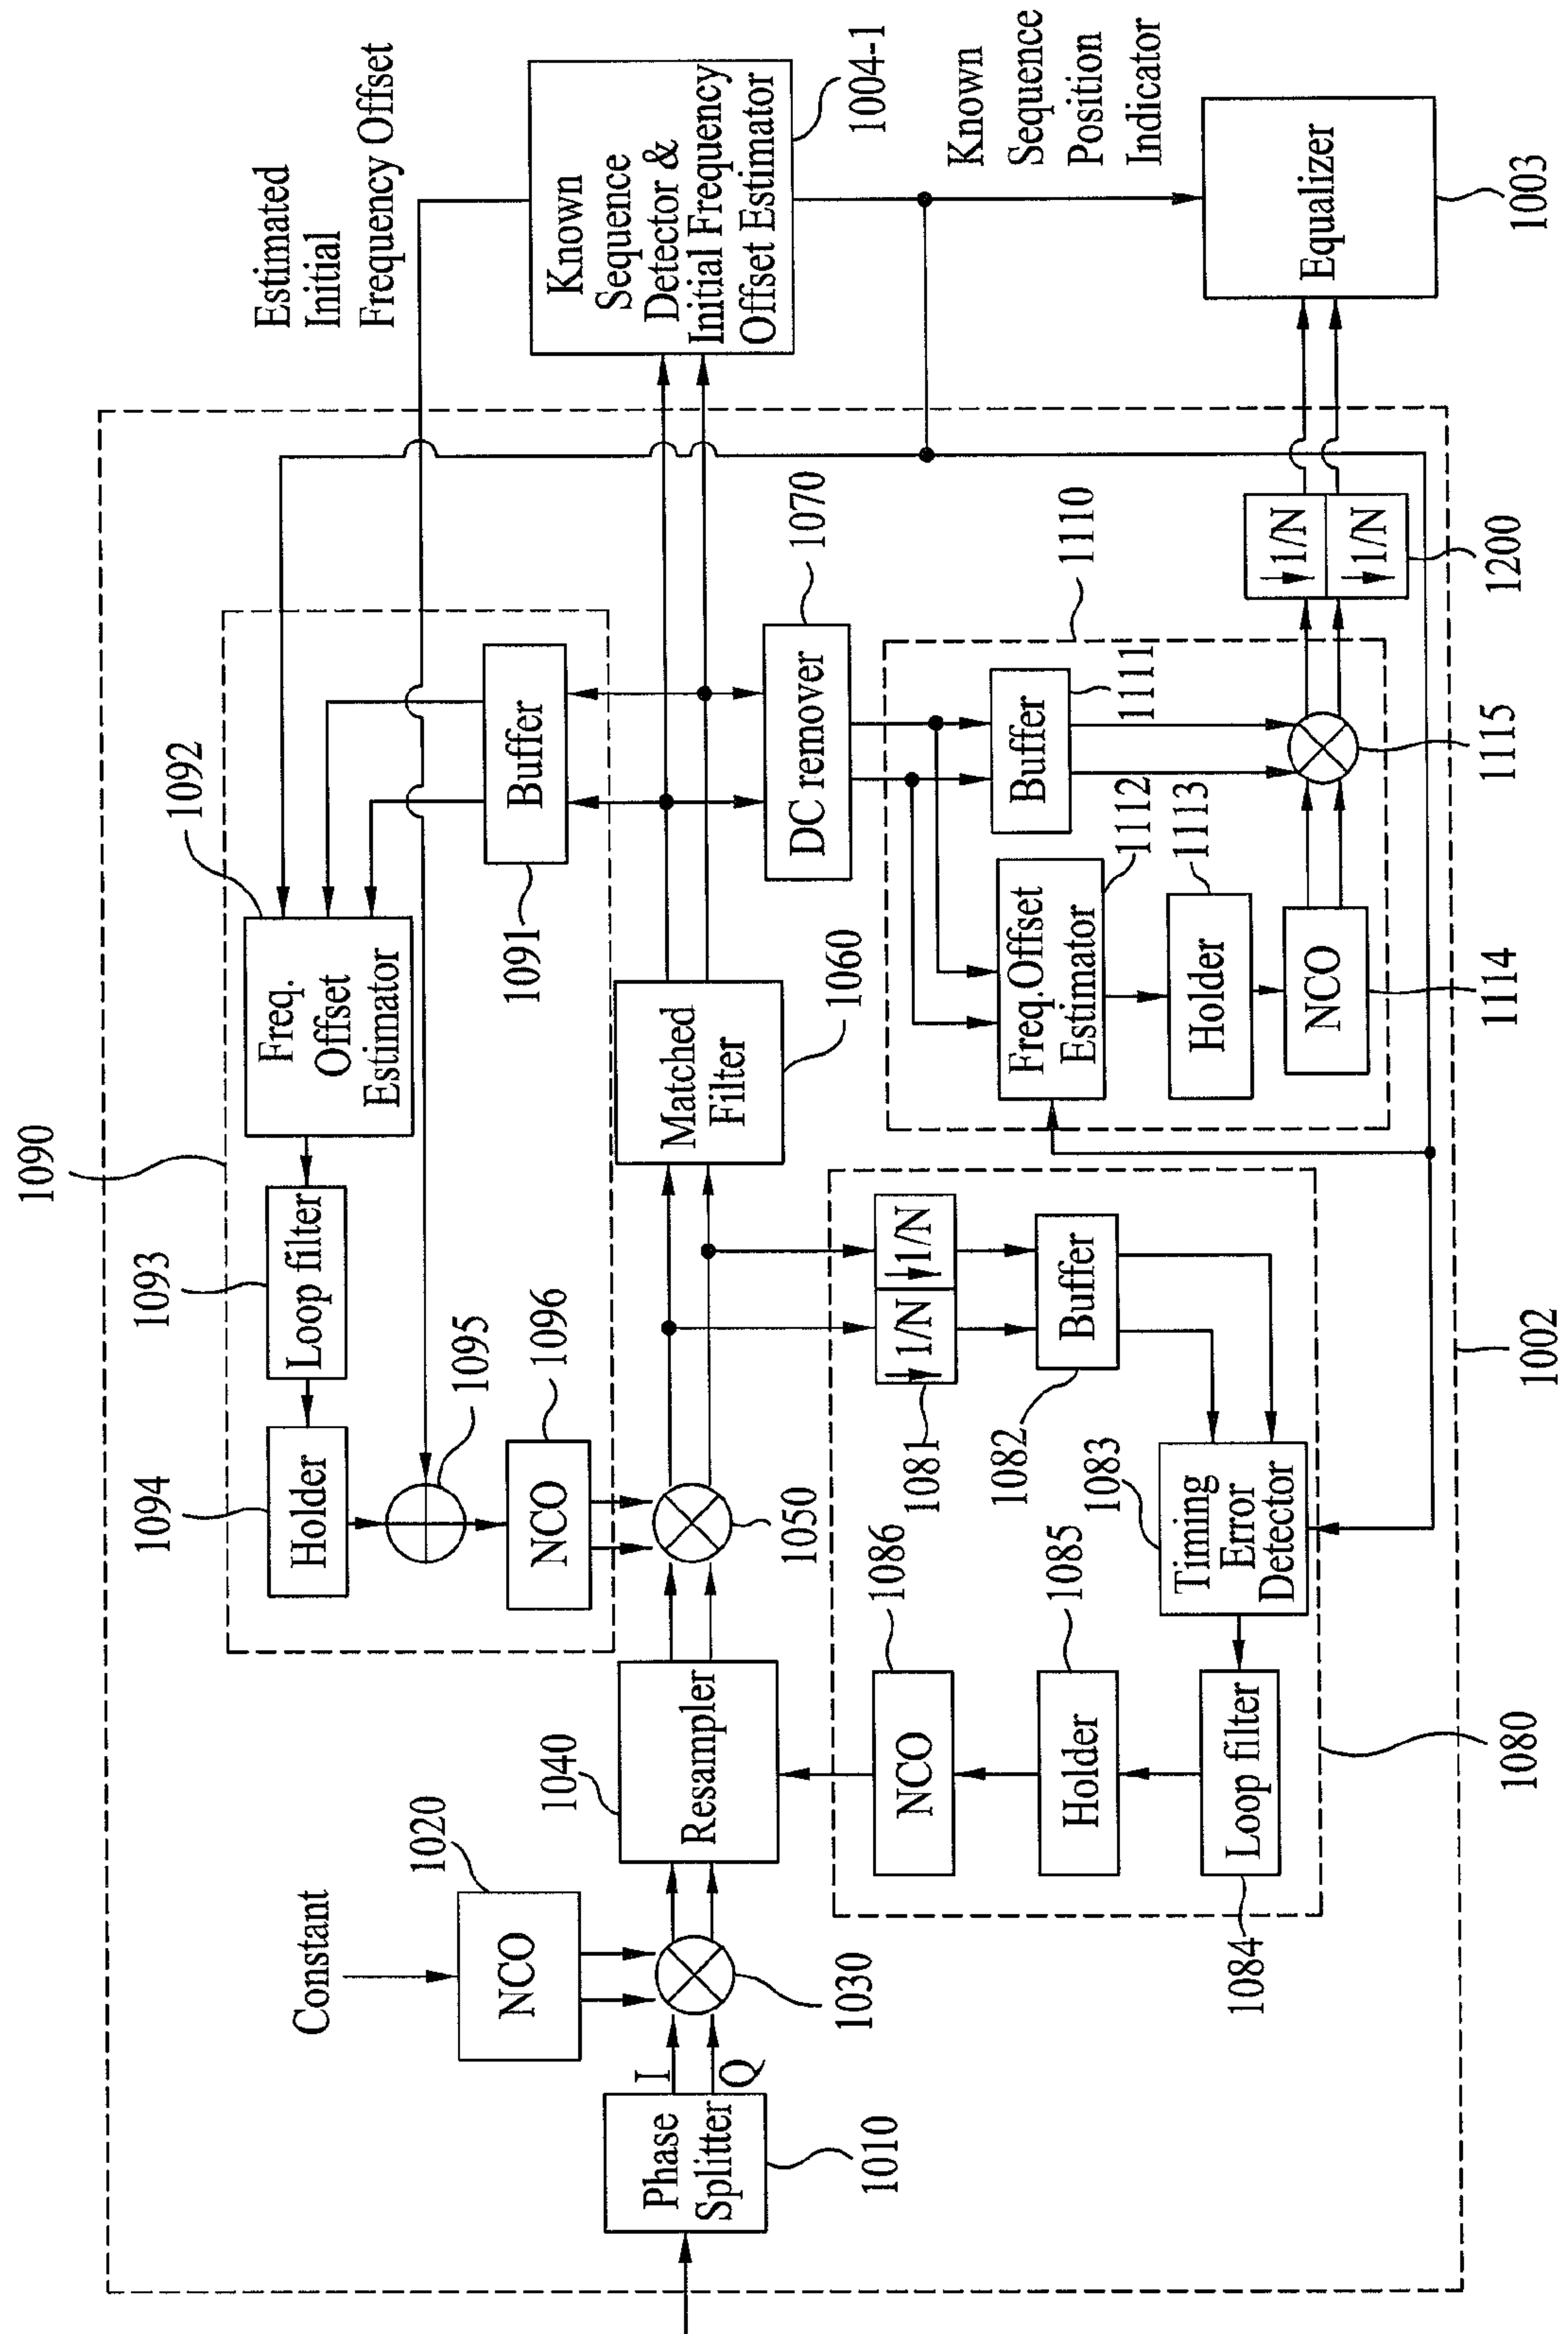 Estimated
Initial
Frequency Offset
1090
1092
Freq.
Offset
Estimator
1093
Loop filter
1094
Holder
1095
1096
NCO
Buffer
1091
Known
Sequence
Detector &
Initial Frequency
Offset Estimator
1004-1
Constant
1020
NCO
1040
Phase
Splitter
1010
I
Q
1030
Resampler
1050
Matched
Filter
1060
DC remover
1070
Known
Sequence
Position
Indicator
1110
Buffer
1111
Freq.Offset
Estimator
1112
Holder
1113
NCO
1114
1115
1/N
1/N
1200
Equalizer
1003
1/N
1/N
1081
Buffer
1082
1083
Timing
Error
Detector
1086
NCO
1085
Holder
Loop filter
1084
1080
1002